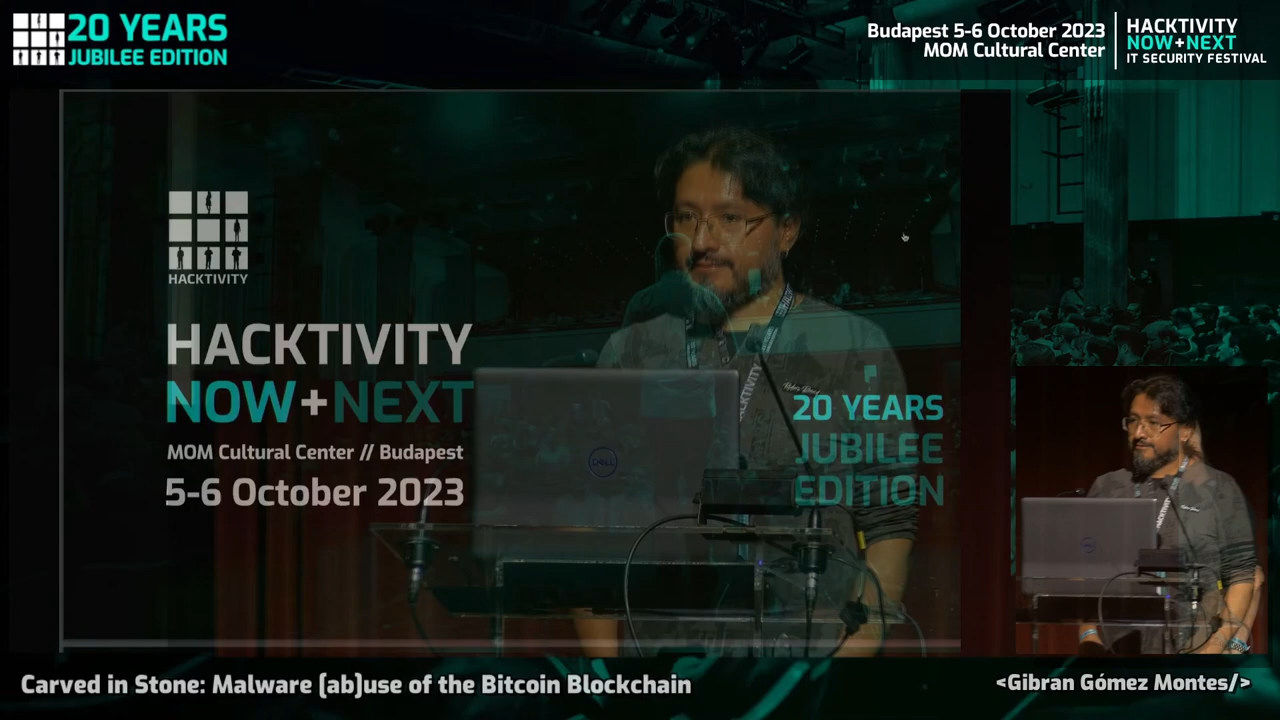 20 YEARS
JUBILEE EDITION
Budapest 5-6 October 2023
MOM Cultural Center
HACKTIVITY
NOW+NEXT
IT SECURITY FESTIVAL
HACKTIVITY
HACKTIVITY
NOW+NEXT
MOM Cultural Center // Budapest
5-6 October 2023
20 YEARS
JUBILEE
EDITION
DELL
HACKTIVITY
Carved in Stone: Malware [ab]use of the Bitcoin Blockchain
<Gibran Gómez Montes/>